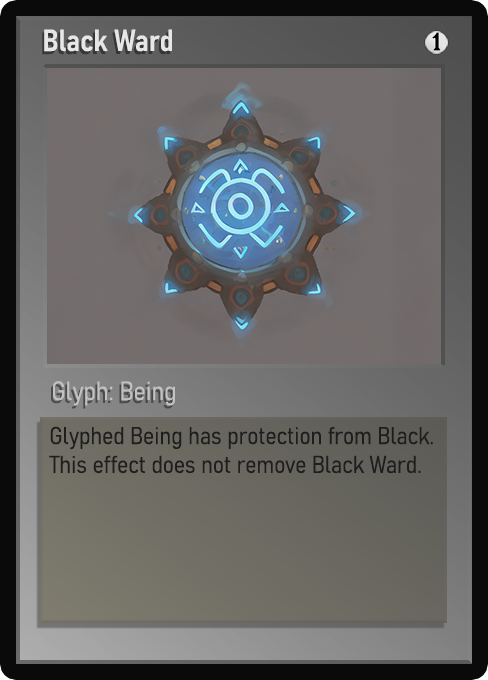 Black Ward
1
Glyph: Being
Glyphed Being has protection from Black.
This effect does not remove Black Ward.